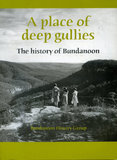 A place of
deep gullies
The history of Bundanoon
Bundanoon History Group